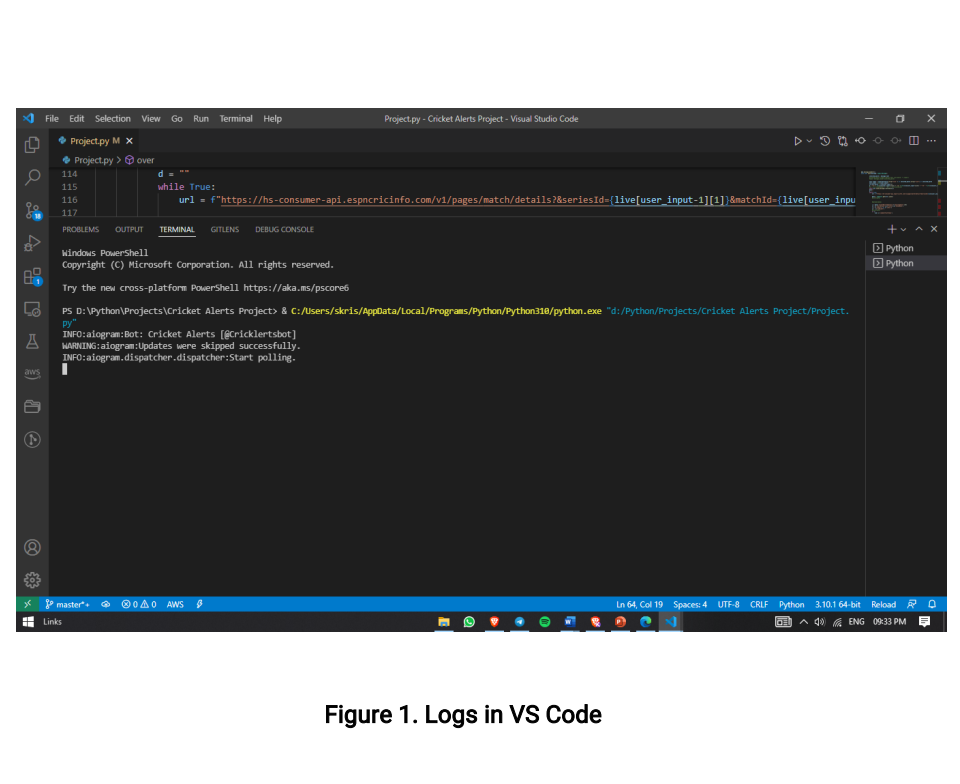 File Edit Selection View Go Run Terminal Help Project.py - Cricket Alerts Project - Visual Studio Code
Project.py M
Project.py > over
114 d = ""
115 while True:
116 url = f"https://hs-consumer-api.espncricinfo.com/v1/pages/match/details?&seriesId={live[user_input-1][1]}&matchId={live[user_inpu
117
PROBLEMS OUTPUT TERMINAL GITLENS DEBUG CONSOLE
Python
Python
Windows PowerShell
Copyright (C) Microsoft Corporation. All rights reserved.
Try the new cross-platform PowerShell https://aka.ms/pscore6
PS D:\Python\Projects\Cricket Alerts Project> & C:/Users/skris/AppData/Local/Programs/Python/Python310/python.exe "d:/Python/Projects/Cricket Alerts Project/Project.
py"
INFO:aiogram:Bot: Cricket Alerts [@Cricklertsbot]
WARNING:aiogram:Updates were skipped successfully.
INFO:aiogram.dispatcher.dispatcher:Start polling.
18
1
aws
master*+ 0 0 AWS Ln 64, Col 19 Spaces: 4 UTF-8 CRLF Python 3.10.1 64-bit Reload
Links ENG 09:33 PM
Figure 1. Logs in VS Code